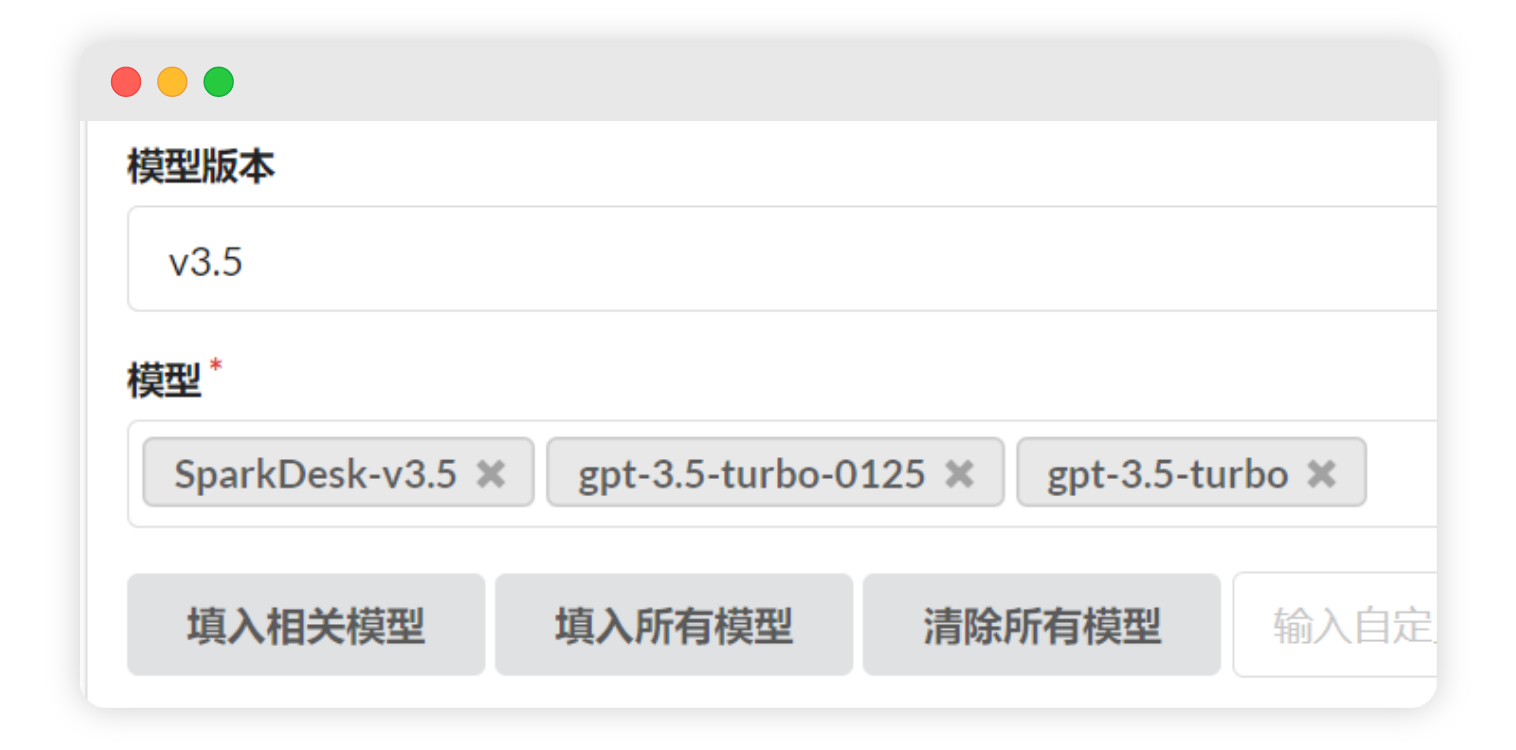 模型版本
v3.5
模型 *
SparkDesk-v3.5 ✖ gpt-3.5-turbo-0125 ✖ gpt-3.5-turbo ✖
填入相关模型 填入所有模型 清除所有模型 输入自定